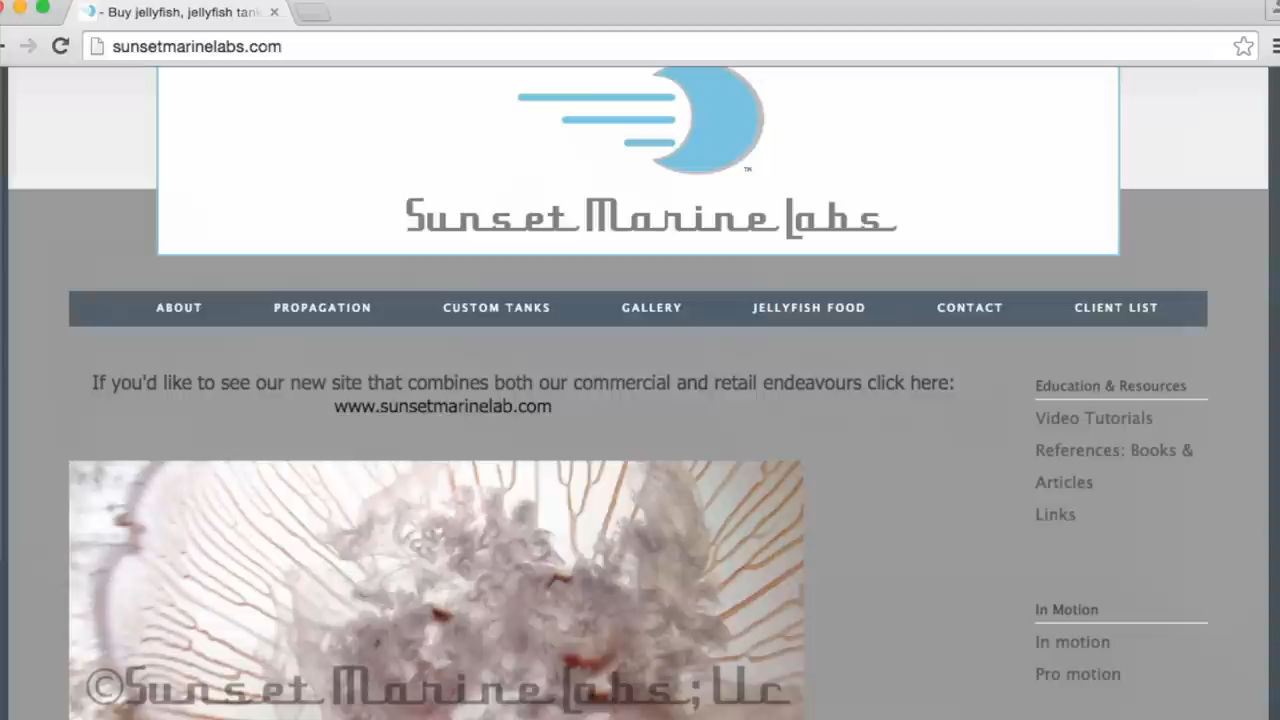 - Buy jellyfish, jellyfish tank
sunsetmarinelabs.com
TM
Sunset Marine Labs
ABOUT PROPAGATION CUSTOM TANKS GALLERY JELLYFISH FOOD CONTACT CLIENT LIST
If you'd like to see our new site that combines both our commercial and retail endeavours click here:
www.sunsetmarinelab.com
Education & Resources
Video Tutorials
References: Books &
Articles
Links
In Motion
In motion
Pro motion
©Sunset Marine Labs ; Llc